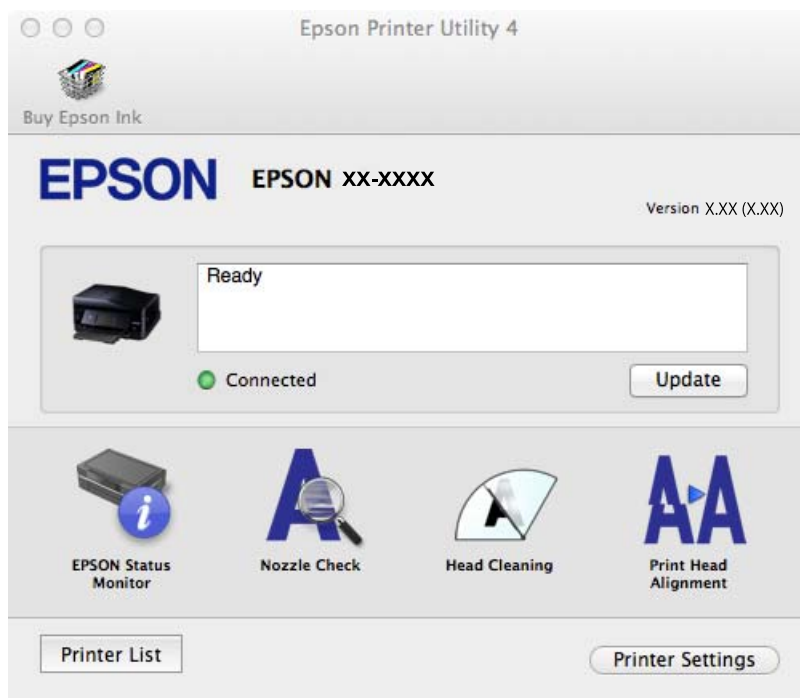 Epson Printer Utility 4
Buy Epson Ink
EPSON
EPSON XX-XXXX
Version X.XX (X.XX)
Ready
Connected
Update
EPSON Status
Monitor
Nozzle Check
Head Cleaning
Print Head
Alignment
Printer List
Printer Settings